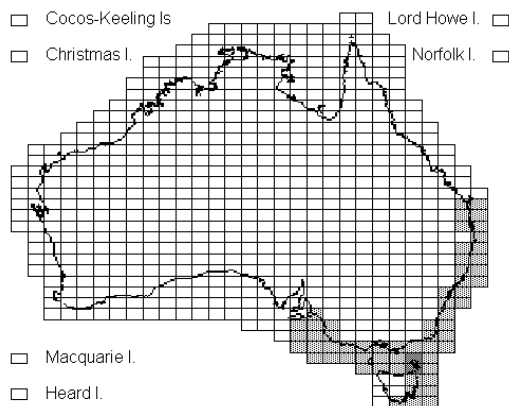 Cocos-Keeling Is
Lord Howe I.
Christmas I.
Norfolk I.
Macquarie I.
Heard I.